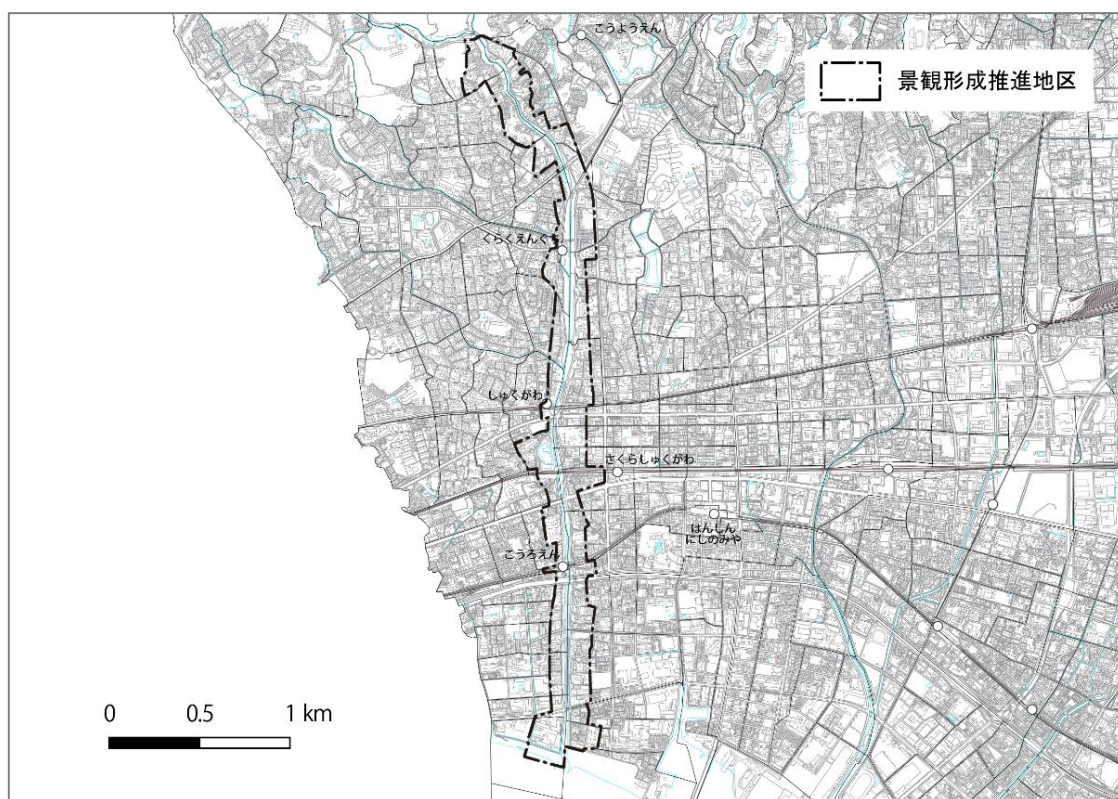 こうようえん
景観形成推進地区
くらくえんぐち
しゅくがわ
さくらしゅくがわ
はんしん
にしのみや
こうろえん
0 0.5 1 km